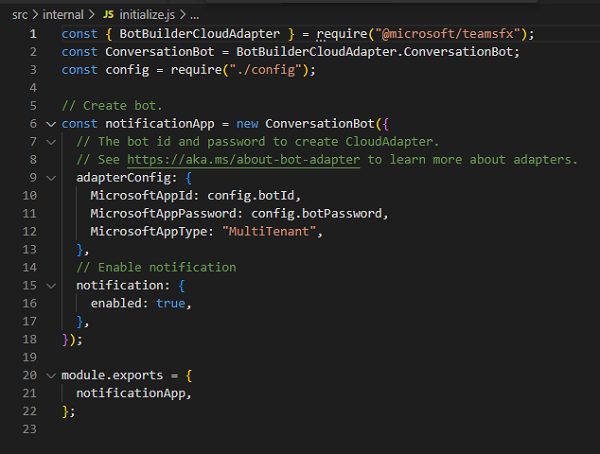 src > internal > JS initialize.js > ...
1 const { BotBuilderCloudAdapter } = require("@microsoft/teamsfx");
2 const ConversationBot = BotBuilderCloudAdapter.ConversationBot;
3 const config = require("./config");
4
5 // Create bot.
6 const notificationApp = new ConversationBot({
7   // The bot id and password to create CloudAdapter.
8   // See https://aka.ms/about-bot-adapter to learn more about adapters.
9   adapterConfig: {
10     MicrosoftAppId: config.botId,
11     MicrosoftAppPassword: config.botPassword,
12     MicrosoftAppType: "MultiTenant",
13   },
14   // Enable notification
15   notification: {
16     enabled: true,
17   },
18 });
19
20 module.exports = {
21   notificationApp,
22 };
23